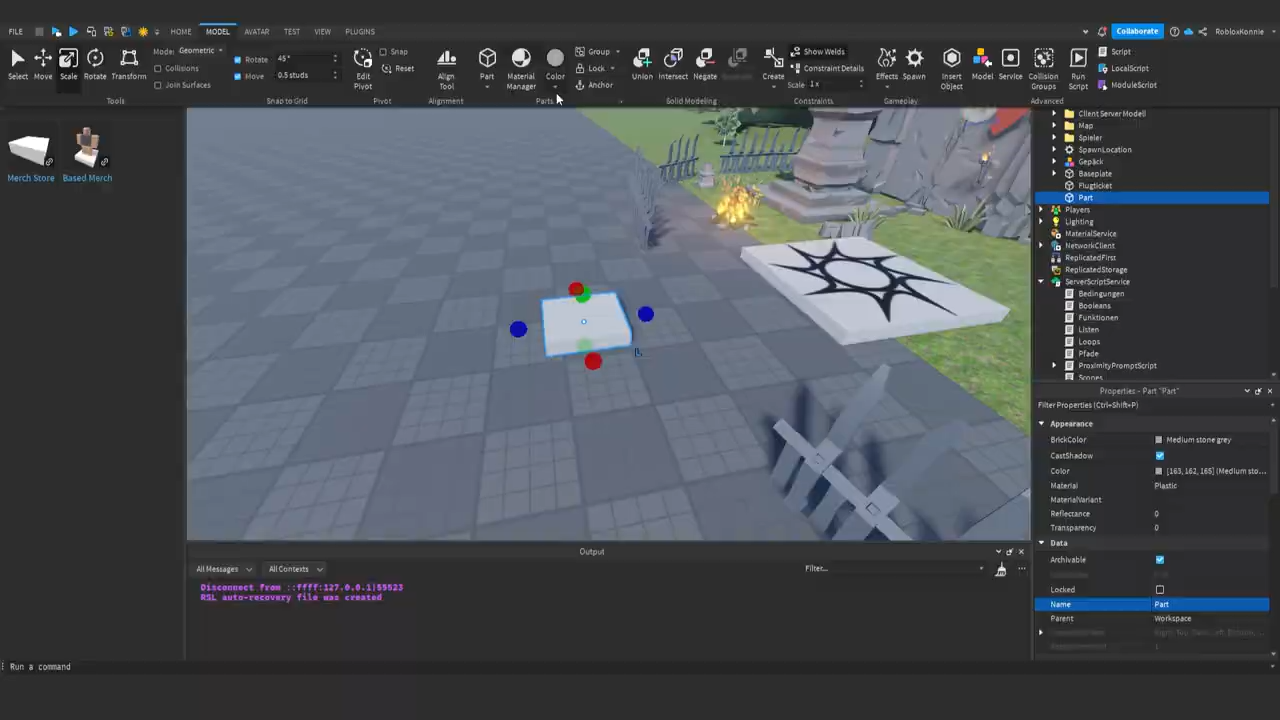 FILE HOME MODEL AVATAR TEST VIEW PLUGINS Collaborate RobloxKonnie
Select Move Scale Rotate Transform
Mode: Geometric
Collisions
Join Surfaces
Tools
Rotate 45°
Move 0.5 studs
Snap to Grid
Edit Pivot
Snap
Reset
Pivot
Align Tool
Alignment
Part Material Manager Color
Group
Lock
Anchor
Parts
Union Intersect Negate
Solid Modeling
Create
Show Welds
Constraint Details
Scale 1x
Constraints
Effects Spawn
Gameplay
Insert Object Model Service Collision Groups Run Script
Script
LocalScript
ModuleScript
Advanced
Merch Store Based Merch
Client Server Modell
Map
Spieler
SpawnLocation
Gepäck
Baseplate
Flugticket
Part
Players
Lighting
MaterialService
NetworkClient
ReplicatedFirst
ReplicatedStorage
ServerScriptService
Bedingungen
Booleans
Funktionen
Listen
Loops
Pfade
ProximityPromptScript
Scopes
L
Properties - Part "Part"
Filter Properties (Ctrl+Shift+P)
Appearance
BrickColor Medium stone grey
CastShadow
Color [163, 162, 165] (Medium sto...
Material Plastic
MaterialVariant
Reflectance 0
Transparency 0
Data
Archivable
Locked
Name Part
Parent Workspace
Output
All Messages All Contexts Filter...
Disconnect from ::ffff:127.0.0.1|55523
RSL auto-recovery file was created
Run a command